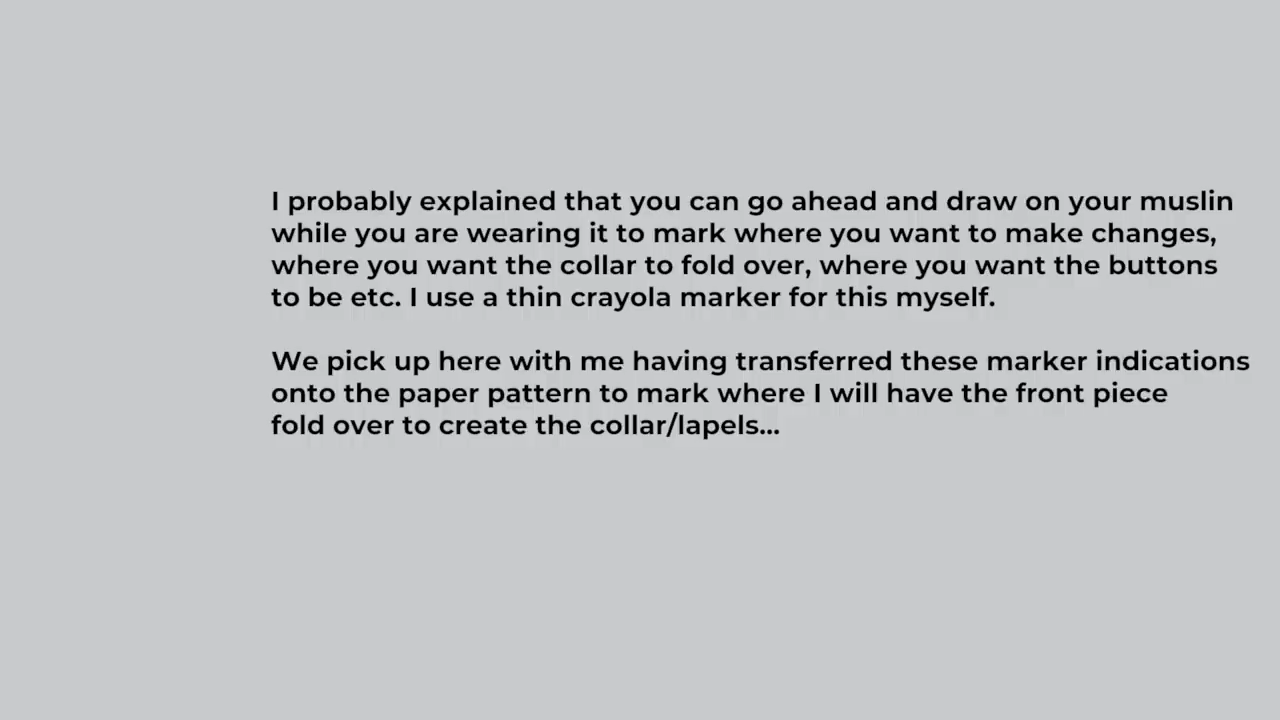 I probably explained that you can go ahead and draw on your muslin
while you are wearing it to mark where you want to make changes,
where you want the collar to fold over, where you want the buttons
to be etc. I use a thin crayola marker for this myself.
We pick up here with me having transferred these marker indications
onto the paper pattern to mark where I will have the front piece
fold over to create the collar/lapels...